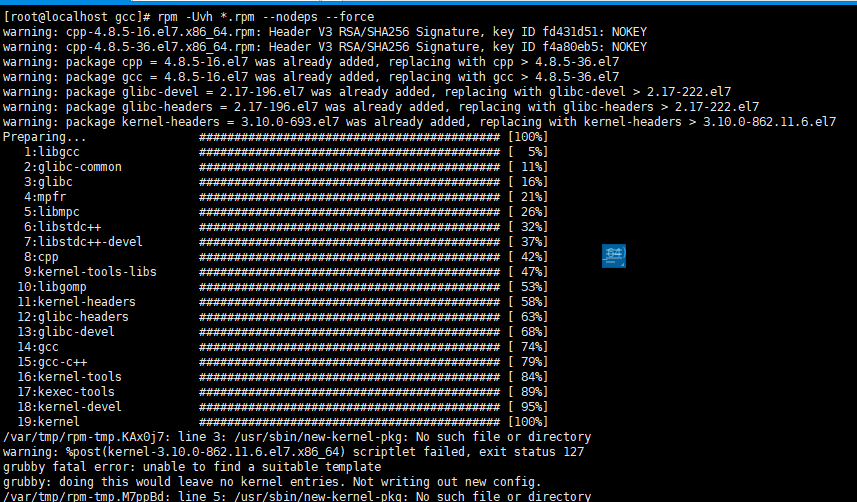 [root@localhost gcc]# rpm -Uvh *.rpm --nodeps --force
warning: cpp-4.8.5-16.el7.x86_64.rpm: Header V3 RSA/SHA256 Signature, key ID fd431d51: NOKEY
warning: cpp-4.8.5-36.el7.x86_64.rpm: Header V3 RSA/SHA256 Signature, key ID f4a80eb5: NOKEY
warning: package cpp = 4.8.5-16.el7 was already added, replacing with cpp > 4.8.5-36.el7
warning: package gcc = 4.8.5-16.el7 was already added, replacing with gcc > 4.8.5-36.el7
warning: package glibc-devel = 2.17-196.el7 was already added, replacing with glibc-devel > 2.17-222.el7
warning: package glibc-headers = 2.17-196.el7 was already added, replacing with glibc-headers > 2.17-222.el7
warning: package kernel-headers = 3.10.0-693.el7 was already added, replacing with kernel-headers > 3.10.0-862.11.6.el7
Preparing... ########################################## [100%]
1:libgcc ########################################## [ 5%]
2:glibc-common ########################################## [ 11%]
3:glibc ########################################## [ 16%]
4:mpfr ########################################## [ 21%]
5:libmpc ########################################## [ 26%]
6:libstdc++ ########################################## [ 32%]
7:libstdc++-devel ########################################## [ 37%]
8:cpp ########################################## [ 42%]
9:kernel-tools-libs ########################################## [ 47%]
10:libgomp ########################################## [ 53%]
11:kernel-headers ########################################## [ 58%]
12:glibc-headers ########################################## [ 63%]
13:glibc-devel ########################################## [ 68%]
14:gcc ########################################## [ 74%]
15:gcc-c++ ########################################## [ 79%]
16:kernel-tools ########################################## [ 84%]
17:kexec-tools ########################################## [ 89%]
18:kernel-devel ########################################## [ 95%]
19:kernel ########################################## [100%]
/var/tmp/rpm-tmp.KAx0j7: line 3: /usr/sbin/new-kernel-pkg: No such file or directory
warning: %post(kernel-3.10.0-862.11.6.el7.x86_64) scriptlet failed, exit status 127
grubby fatal error: unable to find a suitable template
grubby: doing this would leave no kernel entries. Not writing out new config.
/var/tmp/rpm-tmp.M7ppBd: line 5: /usr/sbin/new-kernel-pkg: No such file or directory